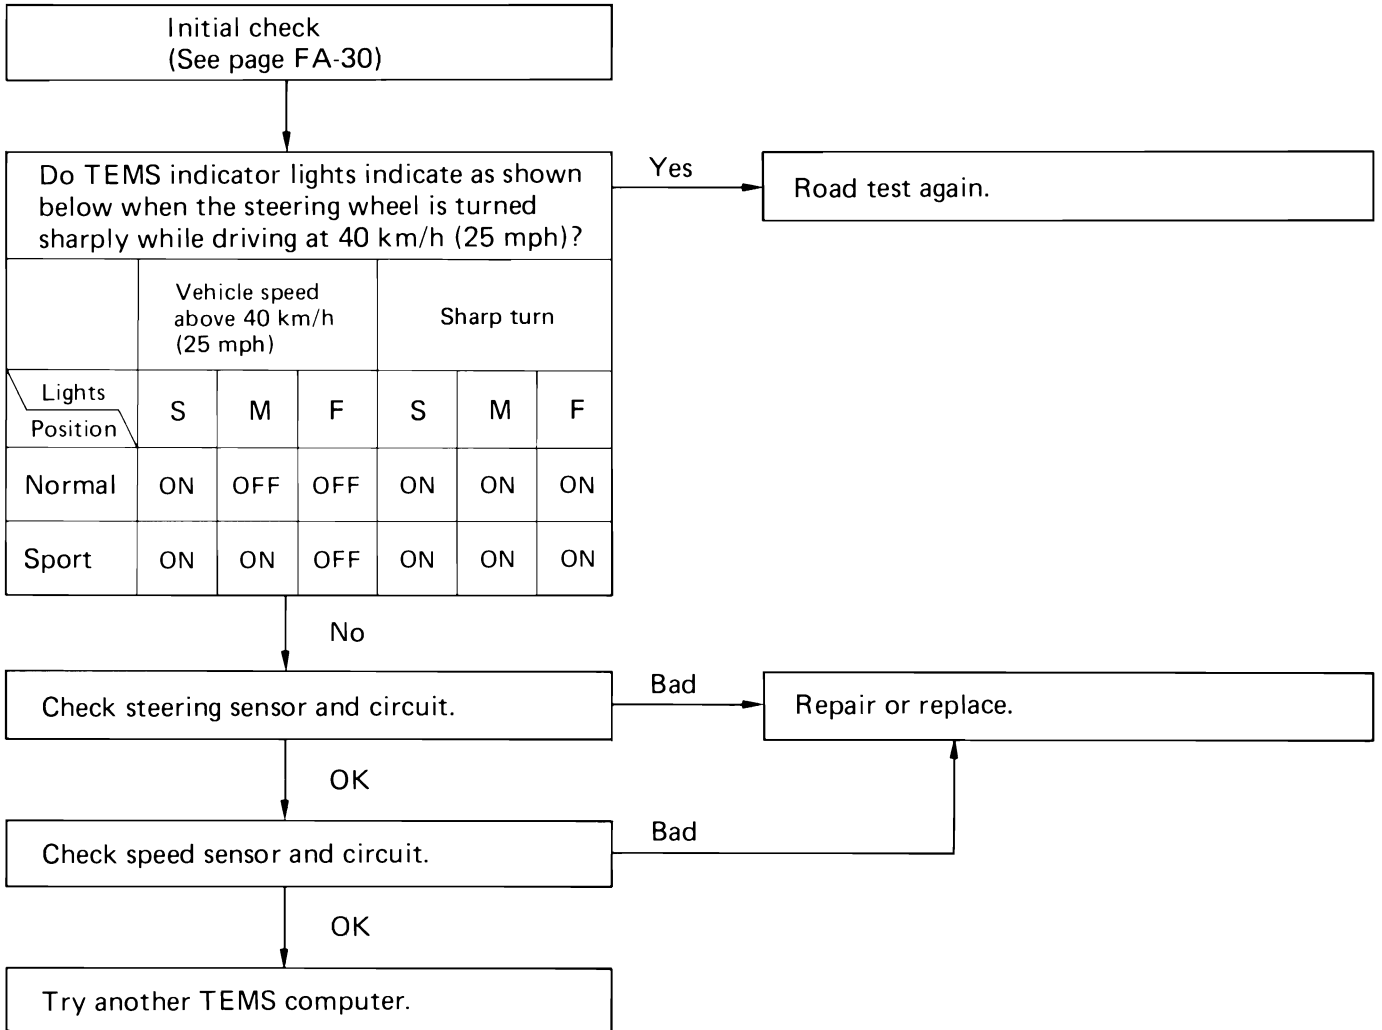 Initial check
(See page FA-30)
Do TEMS indicator lights indicate as shown
below when the steering wheel is turned
sharply while driving at 40 km/h (25 mph)?
Yes
Road test again.
Vehicle speed
above 40 km/h
(25 mph)
Sharp turn
Lights
Position
S M F S M F
Normal ON OFF OFF ON ON ON
Sport ON ON OFF ON ON ON
No
Check steering sensor and circuit.
Bad
Repair or replace.
OK
Check speed sensor and circuit.
Bad
OK
Try another TEMS computer.